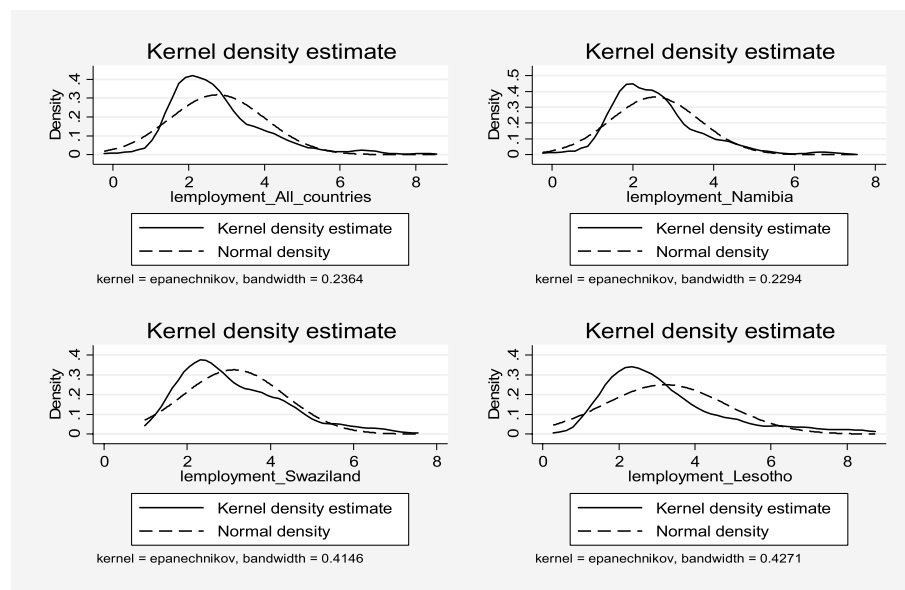 Kernel density estimate
Density
0 .1 .2 .3 .4
0 2 4 6 8
lemployment_All_countries
Kernel density estimate
Normal density
kernel = epanechnikov, bandwidth = 0.2364
Kernel density estimate
Density
0 .1 .2 .3 .4 .5
0 2 4 6 8
lemployment_Namibia
Kernel density estimate
Normal density
kernel = epanechnikov, bandwidth = 0.2294
Kernel density estimate
Density
0 .1 .2 .3 .4
0 2 4 6 8
lemployment_Swaziland
Kernel density estimate
Normal density
kernel = epanechnikov, bandwidth = 0.4146
Kernel density estimate
Density
0 .1 .2 .3 .4
0 2 4 6 8
lemployment_Lesotho
Kernel density estimate
Normal density
kernel = epanechnikov, bandwidth = 0.4271